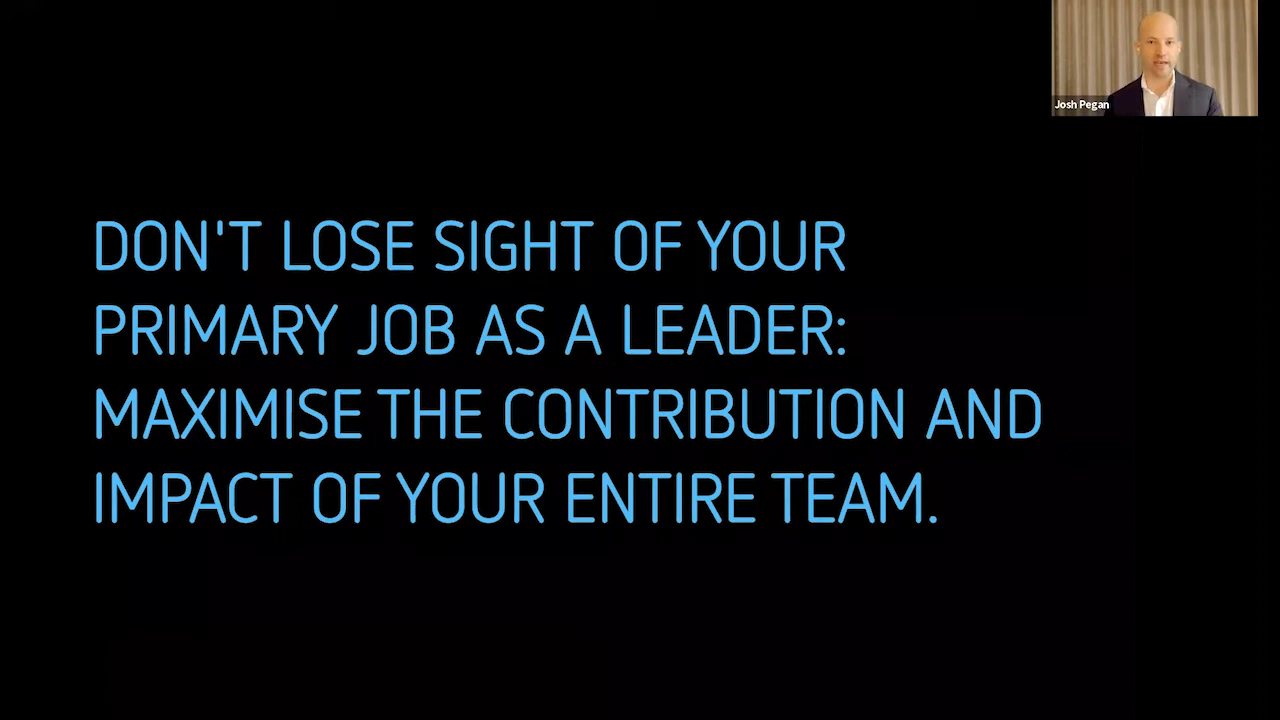 Josh Pegan
DON'T LOSE SIGHT OF YOUR
PRIMARY JOB AS A LEADER:
MAXIMISE THE CONTRIBUTION AND
IMPACT OF YOUR ENTIRE TEAM.